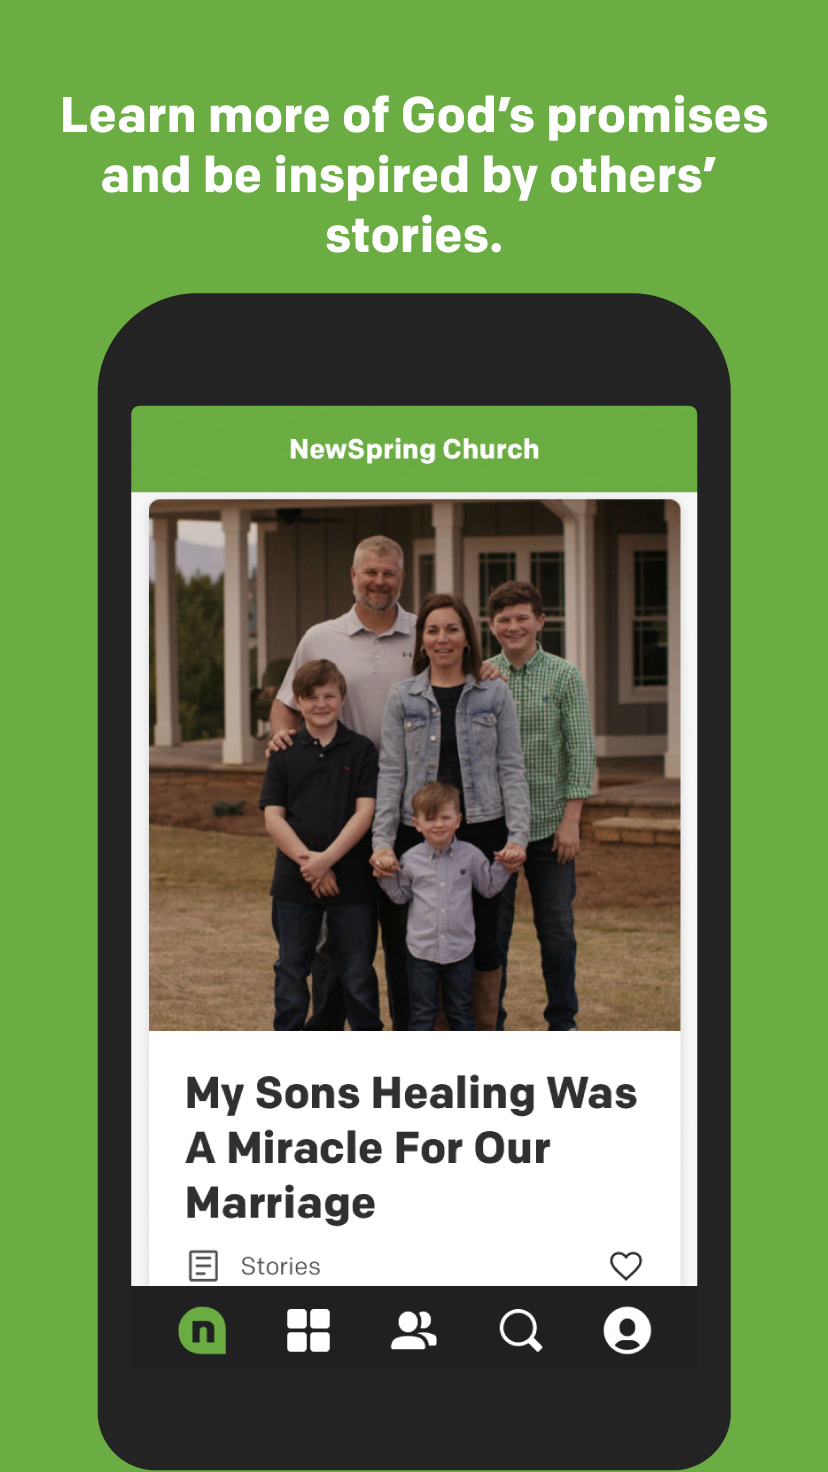 Learn more of God’s promises
and be inspired by others’
stories.
NewSpring Church
My Sons Healing Was
A Miracle For Our
Marriage
Stories
n